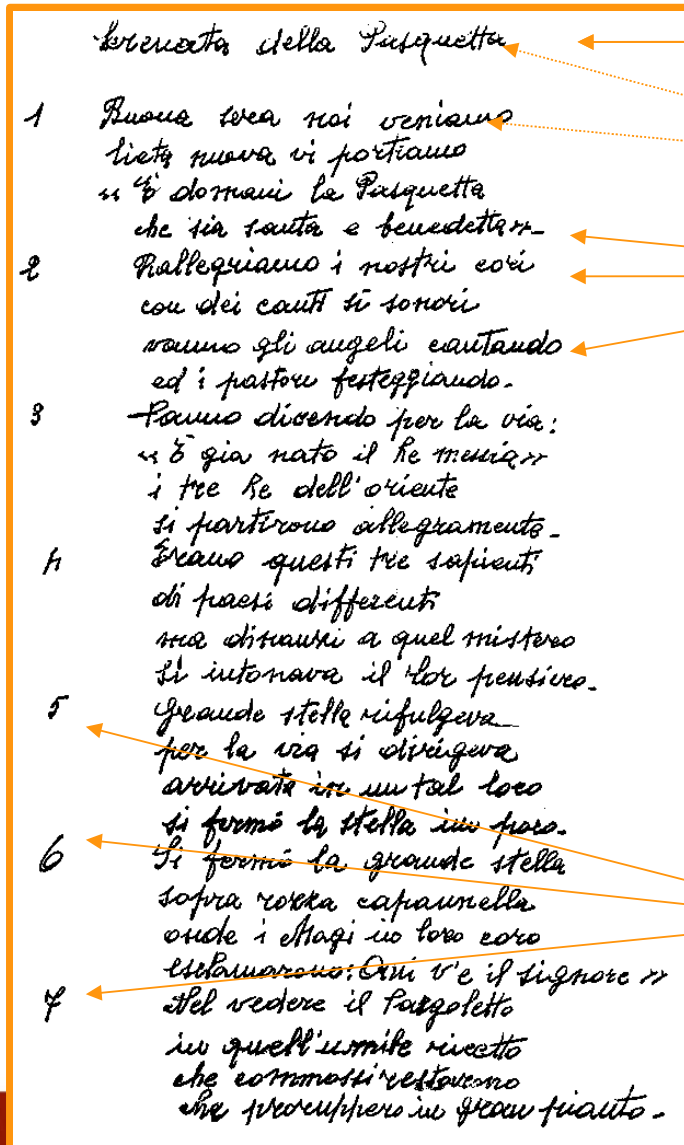 Serenata della Pasquetta
1 Buona sera noi veniamo
lieta nuova vi portiamo
« È domani la Pasquetta
che sia santa e benedetta»-
2 Rallegriamo i nostri cori
con dei canti sì sonori
vanno gli angeli cantando
ed i pastori festeggiando.
3 Vanno dicendo per la via:
« È gia nato il Re messia»
i tre Re dell'oriente
si partirono allegramente.
4 Erano questi tre sapienti
di paesi differenti
ma dinanzi a quel mistero
si intonava il lor pensiero.
5 Grande stella rifulgeva
per la via si dirigeva
arrivata in un tal loco
si fermò la stella un poco.
6 Si fermò la grande stella
sopra rozza capannella
onde i Magi in loro coro
esclamarono: Qui v'e il signore »
7 Nel vedere il Pargoletto
in quell'umile ricetto
che commossi restarono
che proruppero in gran pianto.